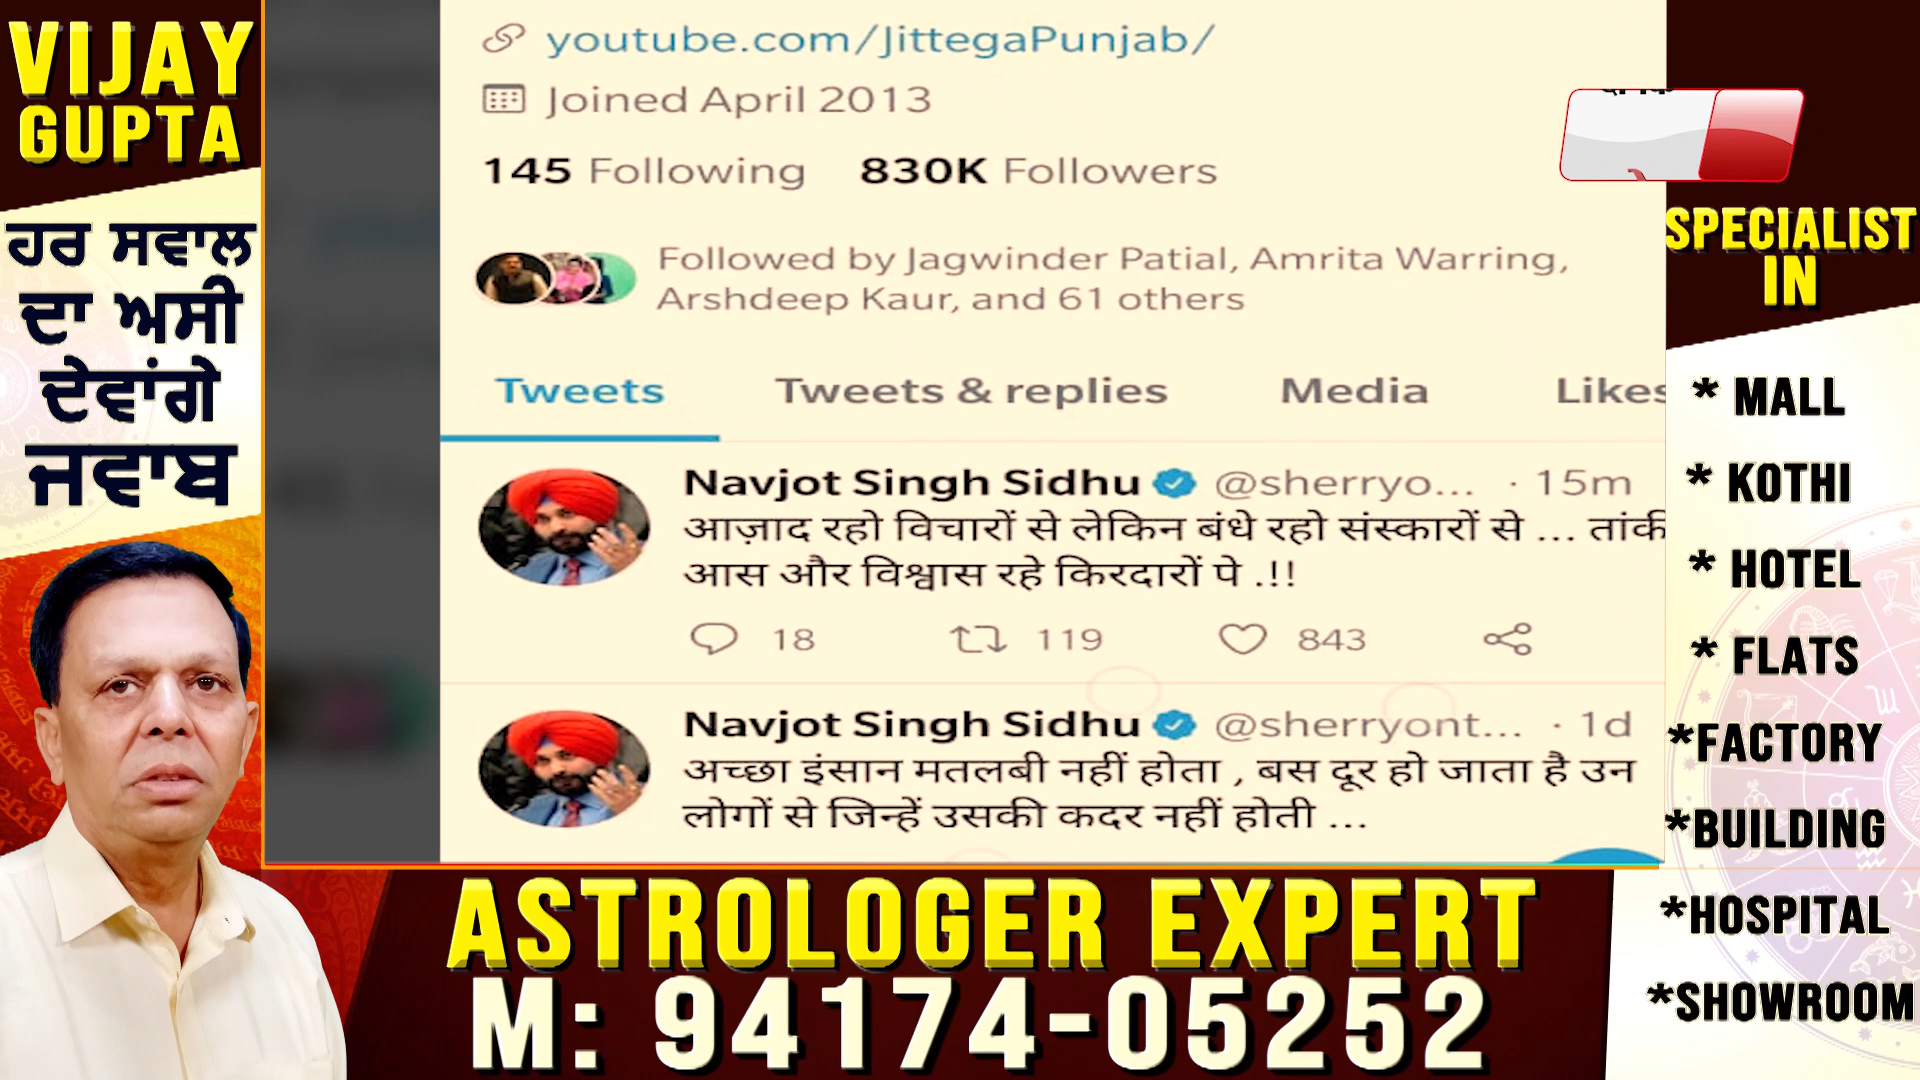 VIJAY
GUPTA
ਹਰ ਸਵਾਲ
ਦਾ ਅਸੀ
ਦੇਵਾਂਗੇ
ਜਵਾਬ
youtube.com/JittegaPunjab/
Joined April 2013
145 Following 830K Followers
Followed by Jagwinder Patial, Amrita Warring,
Arshdeep Kaur, and 61 others
Tweets Tweets & replies Media Likes
Navjot Singh Sidhu @sherryo... · 15m
आज़ाद रहो विचारों से लेकिन बंधे रहो संस्कारों से ... तांकी
आस और विश्वास रहे किरदारों पे .!!
18 119 843
Navjot Singh Sidhu @sherryont... · 1d
अच्छा इंसान मतलबी नहीं होता , बस दूर हो जाता है उन
लोगों से जिन्हें उसकी कदर नहीं होती ...
SPECIALIST
IN
* MALL
* KOTHI
* HOTEL
* FLATS
*FACTORY
*BUILDING
*HOSPITAL
*SHOWROOM
ASTROLOGER EXPERT
M: 94174-05252